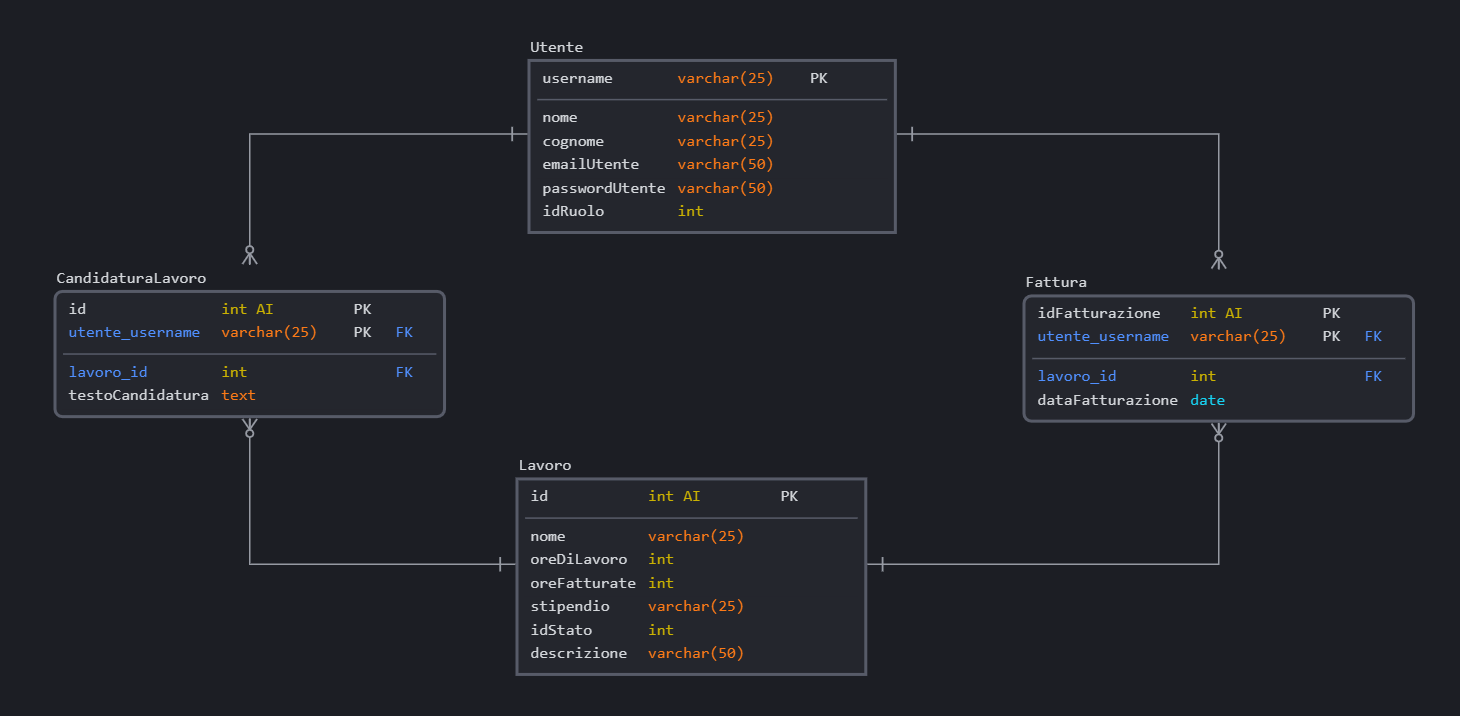 Utente
username varchar(25) PK
nome varchar(25)
cognome varchar(25)
emailUtente varchar(50)
passwordUtente varchar(50)
idRuolo int
CandidaturaLavoro
id int AI PK
utente_username varchar(25) PK FK
lavoro_id int FK
testoCandidatura text
Fattura
idFatturazione int AI PK
utente_username varchar(25) PK FK
lavoro_id int FK
dataFatturazione date
Lavoro
id int AI PK
nome varchar(25)
oreDiLavoro int
oreFatturate int
stipendio varchar(25)
idStato int
descrizione varchar(50)